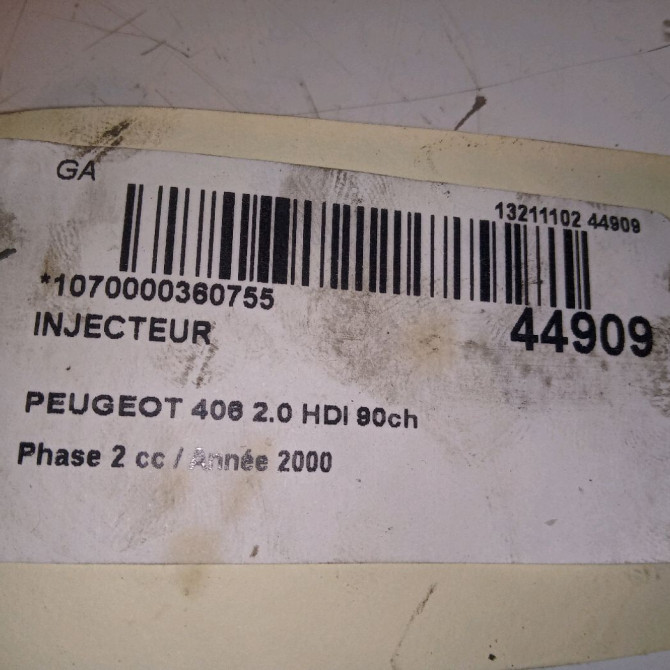 GA
13211102 44909
*1070000360755
44909
INJECTEUR
PEUGEOT 406 2.0 HDI 90ch
Phase 2 cc / Année 2000